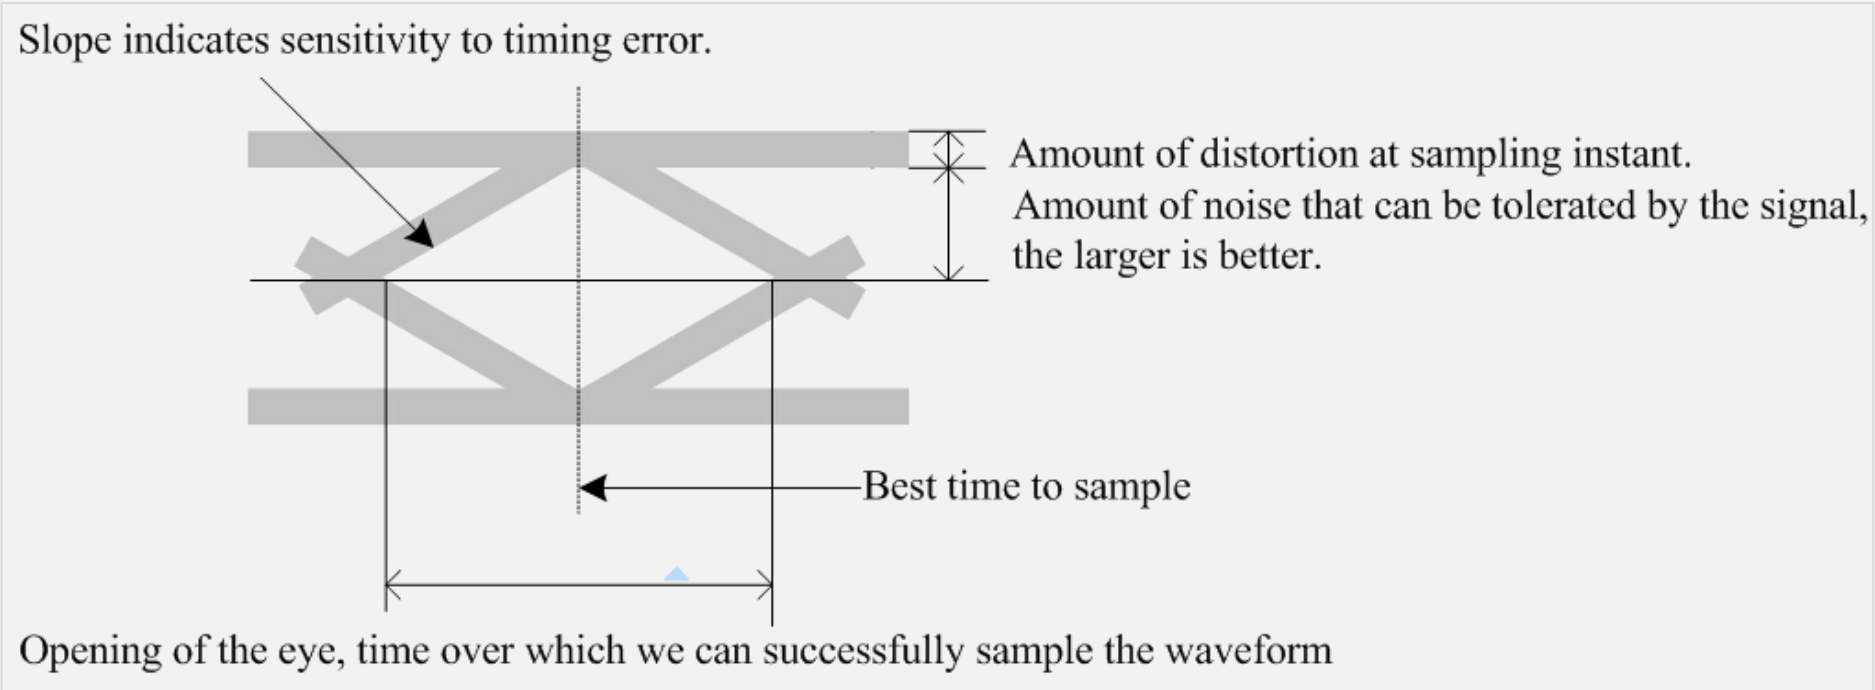 Slope indicates sensitivity to timing error.
Amount of distortion at sampling instant.
Amount of noise that can be tolerated by the signal,
the larger is better.
Best time to sample
Opening of the eye, time over which we can successfully sample the waveform